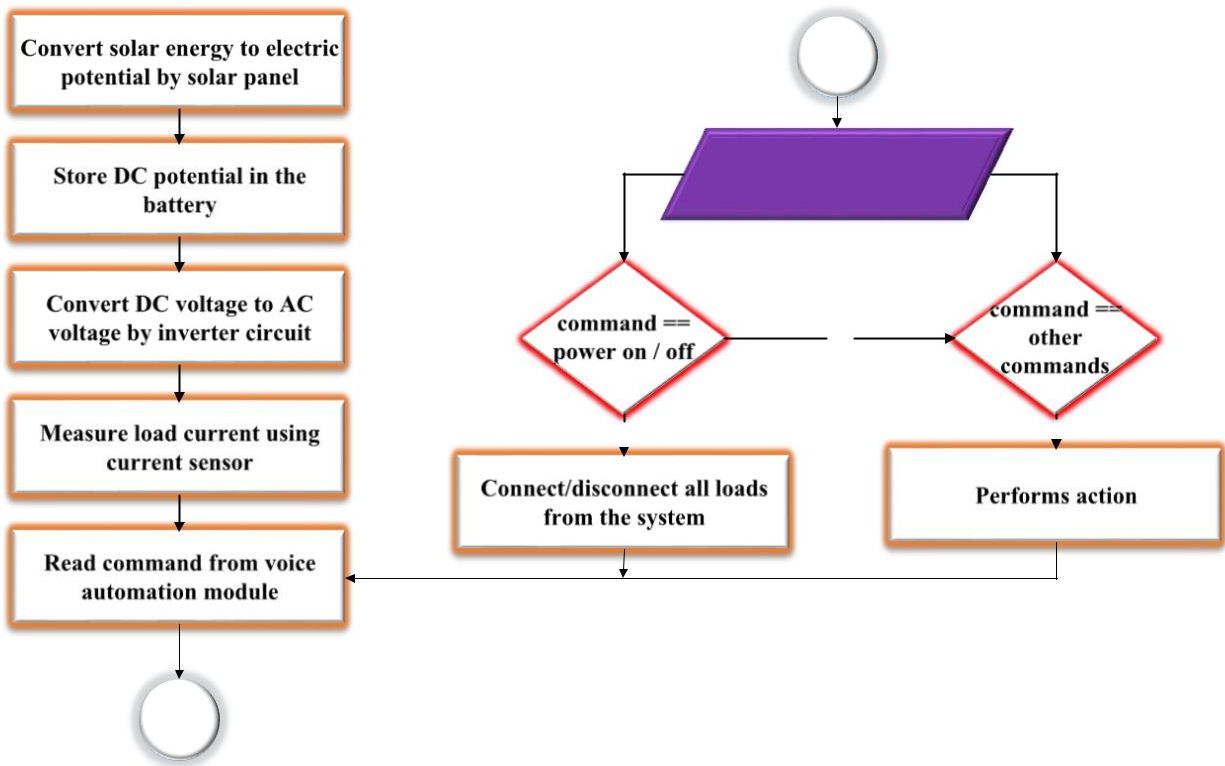 Convert solar energy to electric
potential by solar panel
Store DC potential in the
battery
Convert DC voltage to AC
voltage by inverter circuit
Measure load current using
current sensor
Read command from voice
automation module
command ==
power on / off
command ==
other
commands
Connect/disconnect all loads
from the system
Performs action